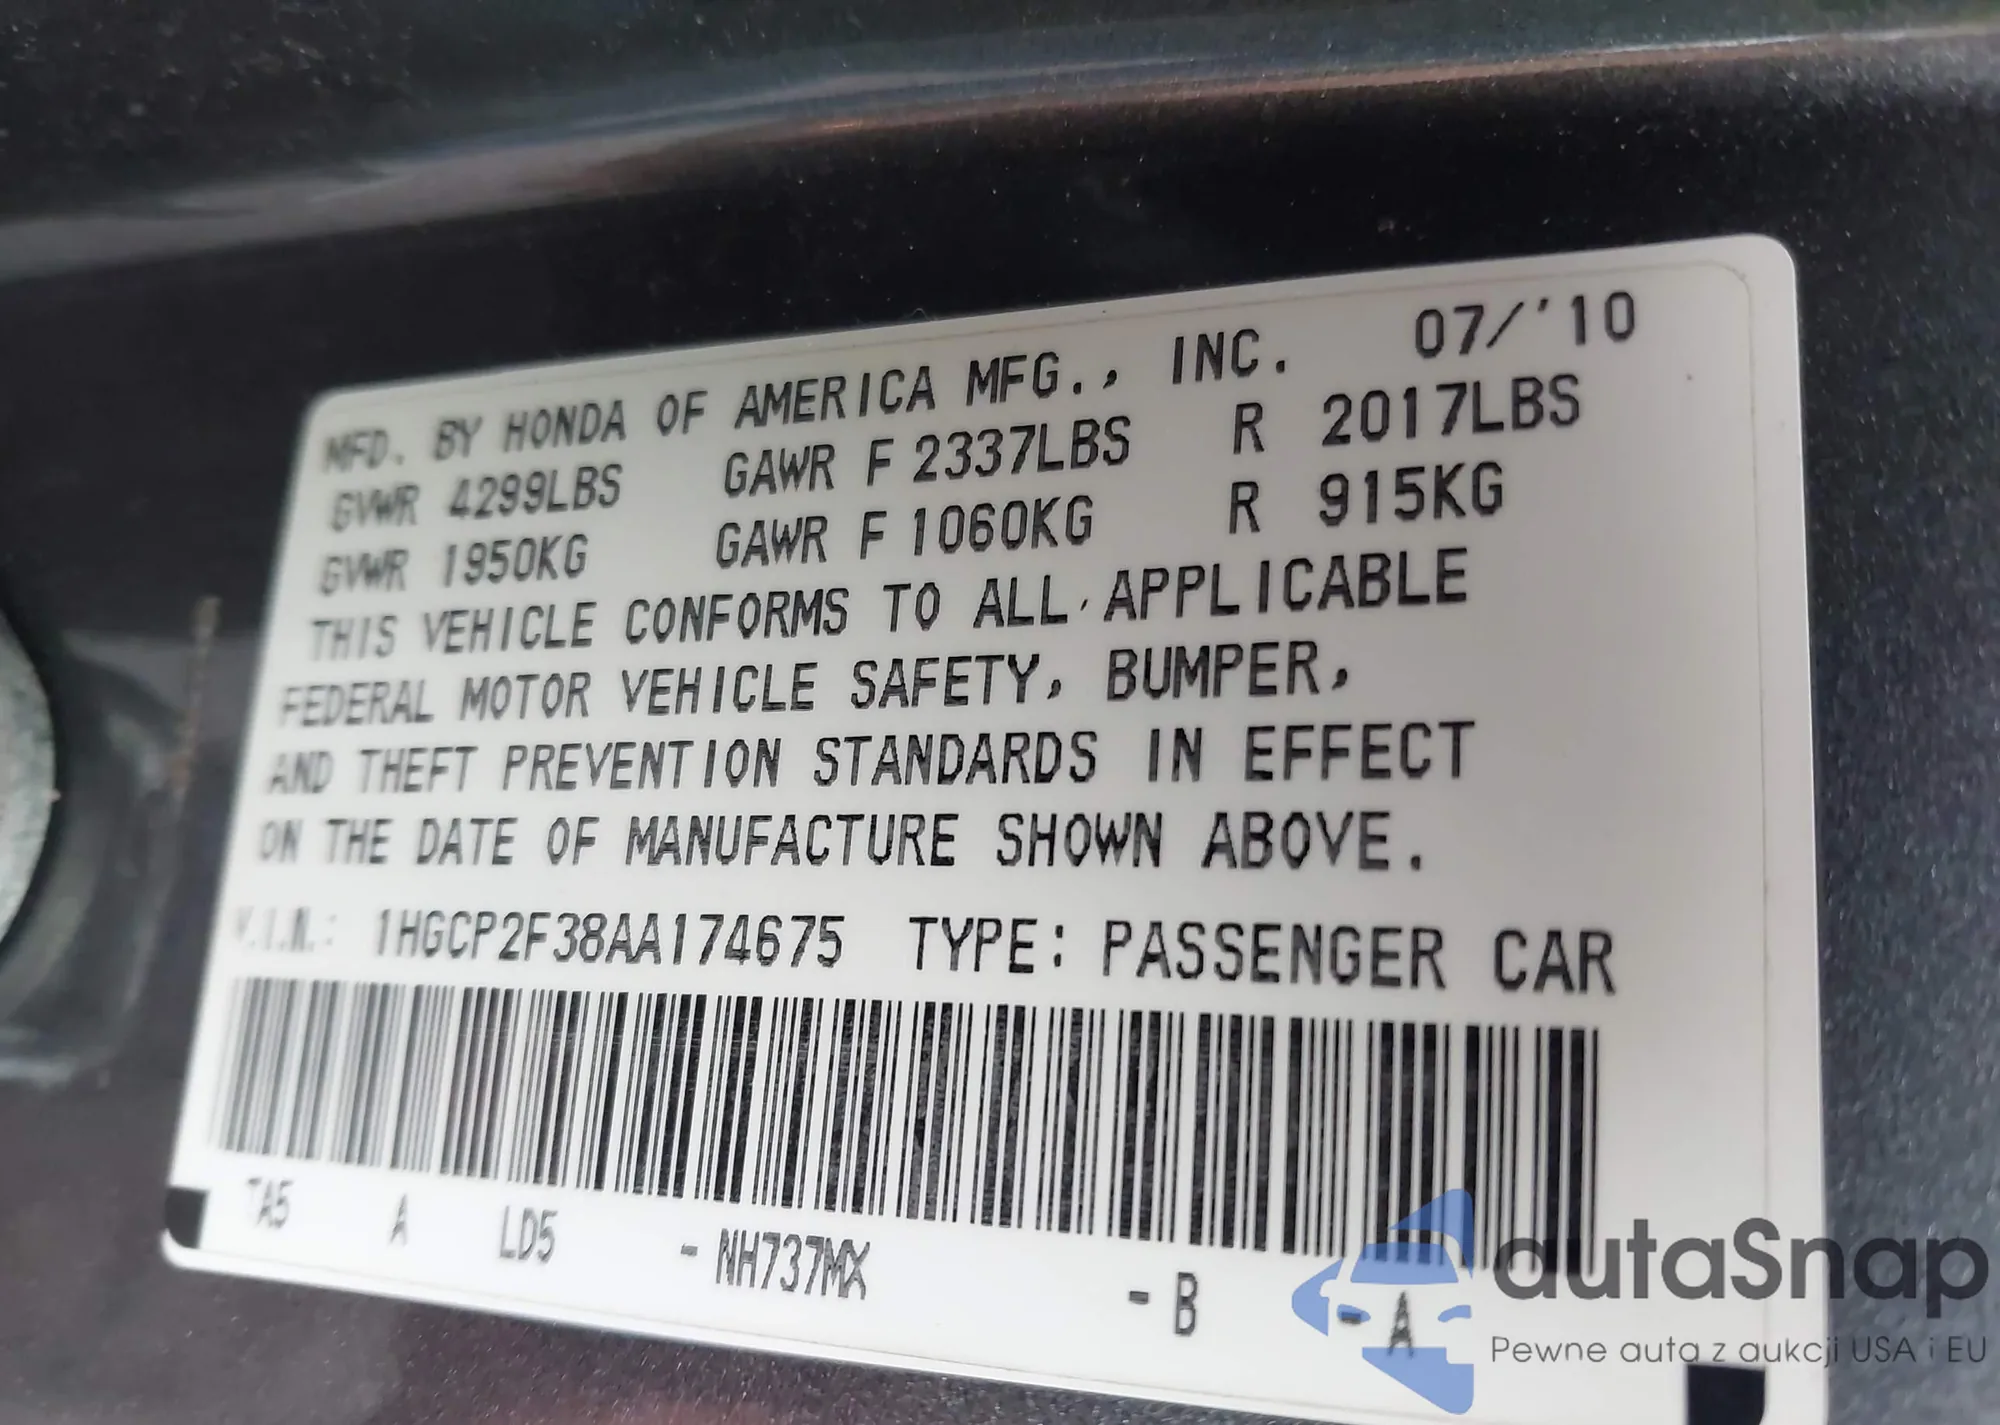 MFD. BY HONDA OF AMERICA MFG., INC. 07/'10
GVWR 4299LBS GAWR F 2337LBS R 2017LBS
GVWR 1950KG GAWR F 1060KG R 915KG
THIS VEHICLE CONFORMS TO ALL APPLICABLE
FEDERAL MOTOR VEHICLE SAFETY, BUMPER,
AND THEFT PREVENTION STANDARDS IN EFFECT
ON THE DATE OF MANUFACTURE SHOWN ABOVE.
V.I.N.: 1HGCP2F38AA174675 TYPE: PASSENGER CAR
TA5 A LD5 - NH737MX - B - A
autaSnap
Pewne auta z aukcji USA i EU